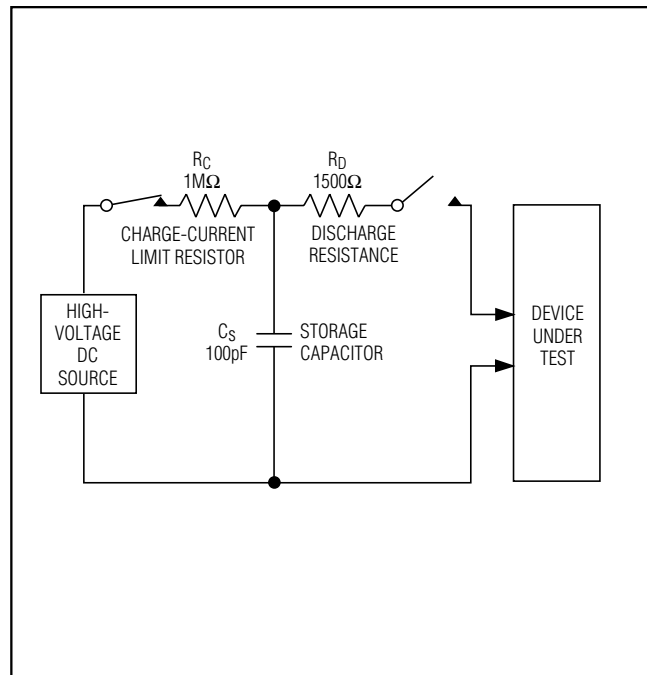 R_C
1MΩ
R_D
1500Ω
CHARGE-CURRENT
LIMIT RESISTOR
DISCHARGE
RESISTANCE
HIGH-
VOLTAGE
DC
SOURCE
C_S
100pF
STORAGE
CAPACITOR
DEVICE
UNDER
TEST